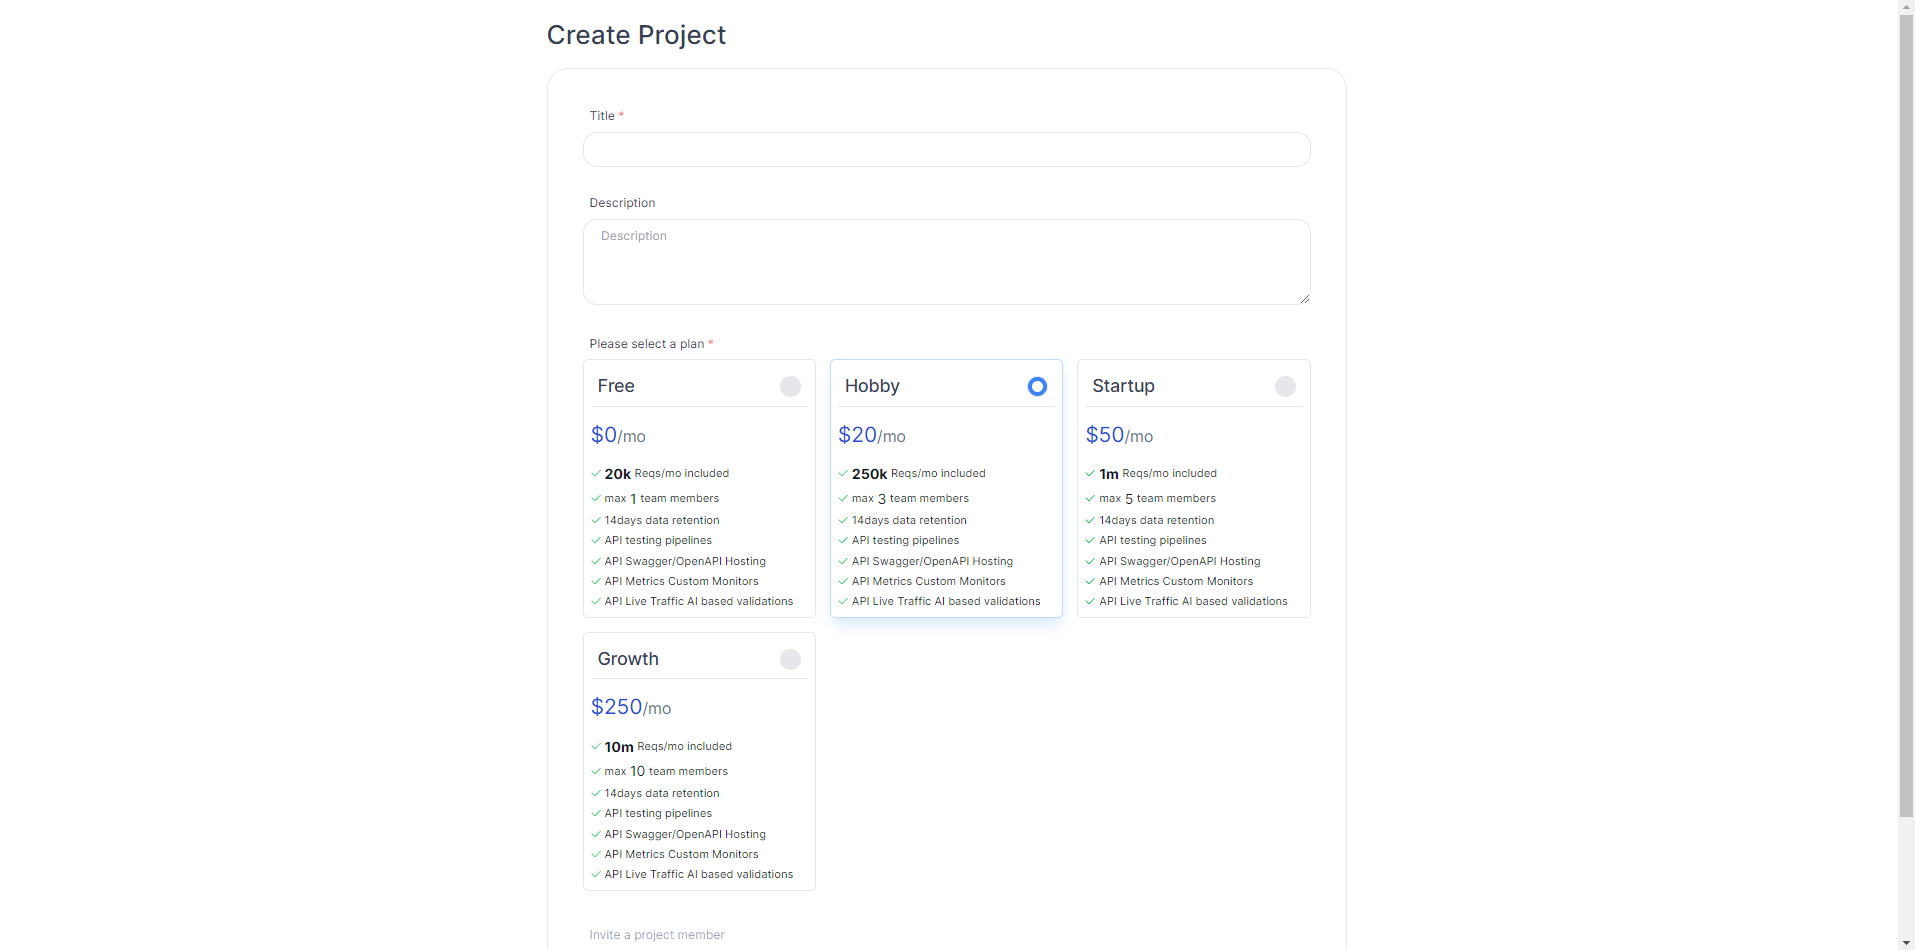 Create Project
Title *
Description
Description
Please select a plan *
Free
$0/mo
20k Reqs/mo included
max 1 team members
14days data retention
API testing pipelines
API Swagger/OpenAPI Hosting
API Metrics Custom Monitors
API Live Traffic AI based validations
Hobby
$20/mo
250k Reqs/mo included
max 3 team members
14days data retention
API testing pipelines
API Swagger/OpenAPI Hosting
API Metrics Custom Monitors
API Live Traffic AI based validations
Startup
$50/mo
1m Reqs/mo included
max 5 team members
14days data retention
API testing pipelines
API Swagger/OpenAPI Hosting
API Metrics Custom Monitors
API Live Traffic AI based validations
Growth
$250/mo
10m Reqs/mo included
max 10 team members
14days data retention
API testing pipelines
API Swagger/OpenAPI Hosting
API Metrics Custom Monitors
API Live Traffic AI based validations
Invite a project member